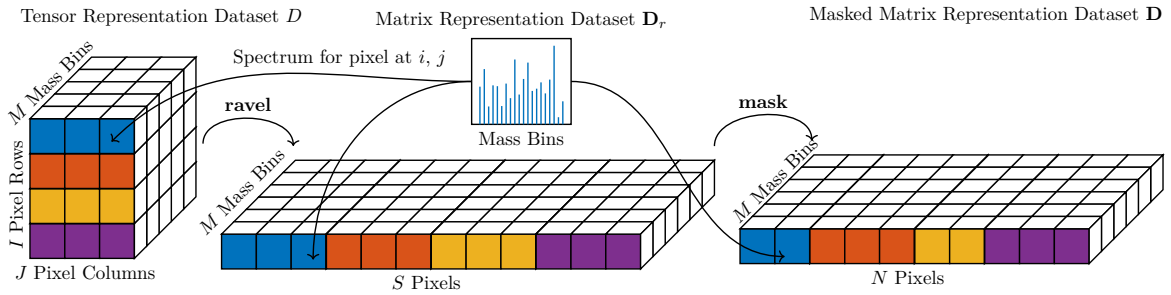 Tensor Representation Dataset D
Matrix Representation Dataset D_r
Masked Matrix Representation Dataset D
Spectrum for pixel at i, j
M Mass Bins
ravel
Mass Bins
mask
I Pixel Rows
M Mass Bins
M Mass Bins
J Pixel Columns
S Pixels
N Pixels